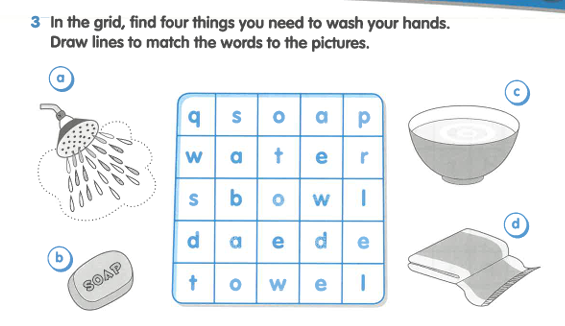 3 In the grid, find four things you need to wash your hands.
Draw lines to match the words to the pictures.
a
c
q s o a p
w a t e r
s b o w l
d a e d e
t o w e l
b
SOAP
d